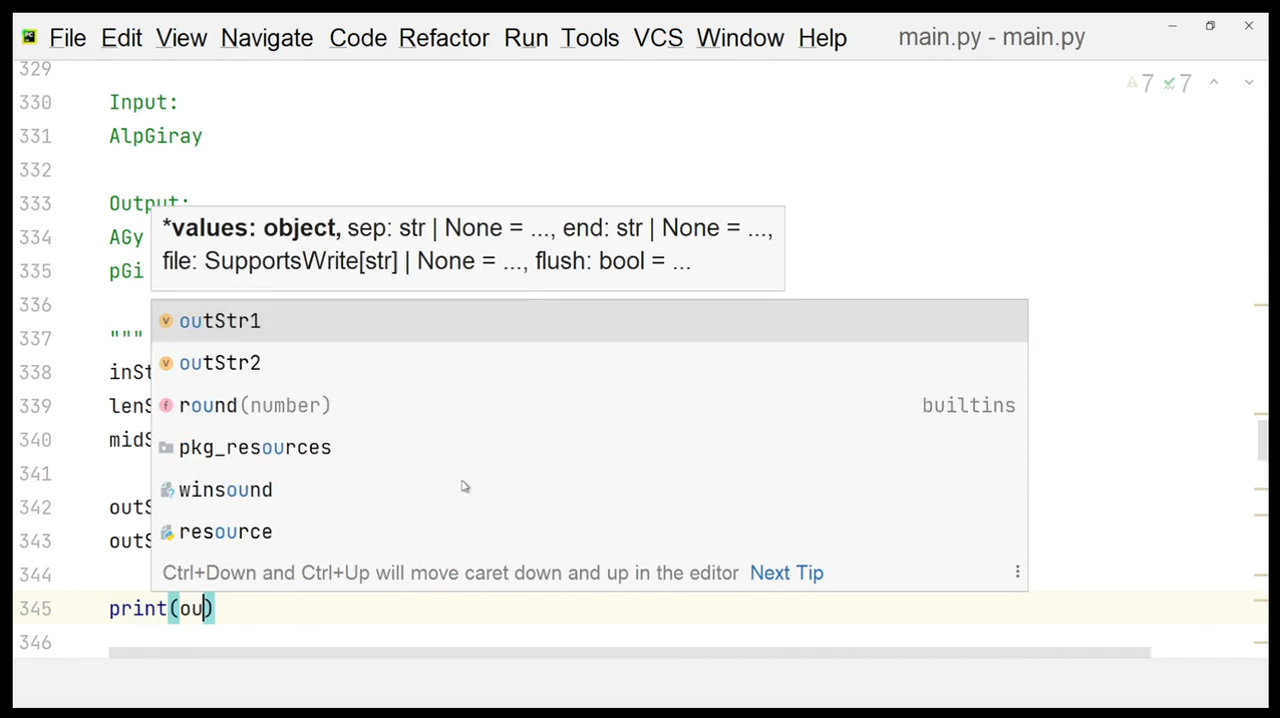 File Edit View Navigate Code Refactor Run Tools VCS Window Help main.py - main.py
329
7 7
330 Input:
331 AlpGiray
332
333 Output:
334 AGy
*values: object, sep: str | None = ..., end: str | None = ...,
335 pGi
file: SupportsWrite[str] | None = ..., flush: bool = ...
336
outStr1
337 """
outStr2
338 inSt
339 lenS
round(number) builtins
340 midS
pkg_resources
341
winsound
342 outS
resource
343 outS
344
Ctrl+Down and Ctrl+Up will move caret down and up in the editor Next Tip
345 print(ou)
346